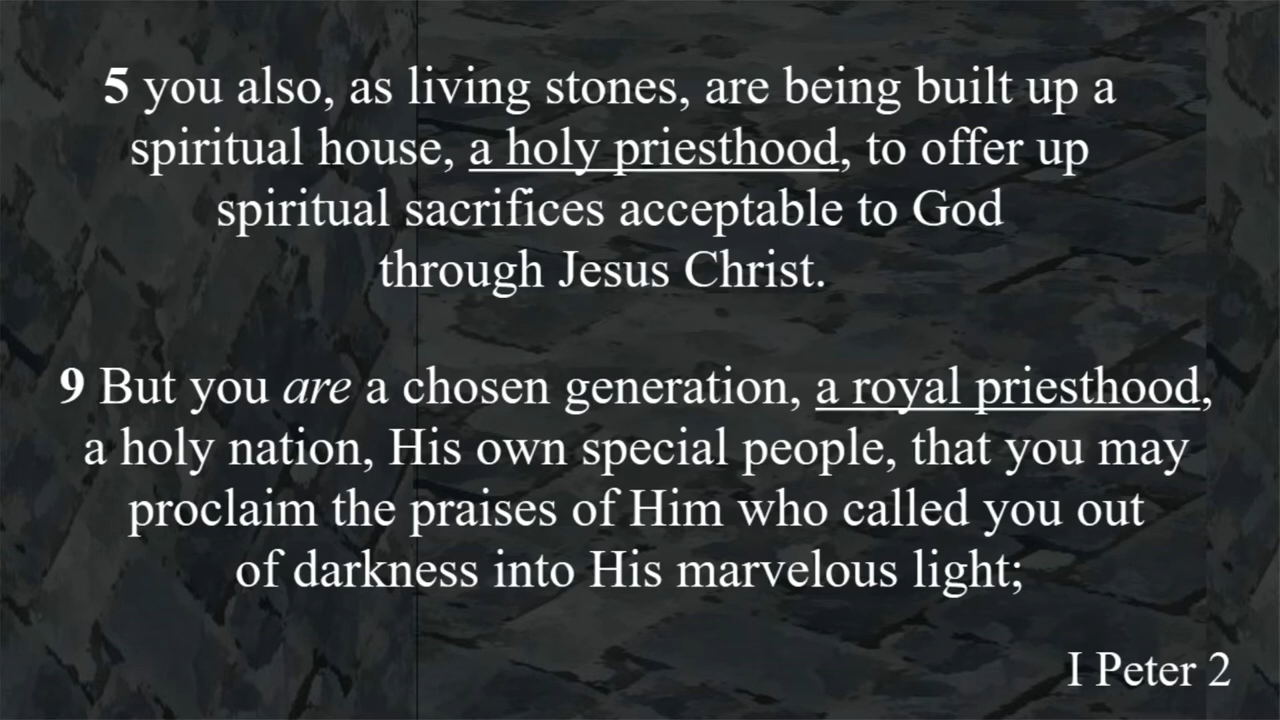 5 you also, as living stones, are being built up a
spiritual house, a holy priesthood, to offer up
spiritual sacrifices acceptable to God
through Jesus Christ.
9 But you are a chosen generation, a royal priesthood,
a holy nation, His own special people, that you may
proclaim the praises of Him who called you out
of darkness into His marvelous light;
I Peter 2